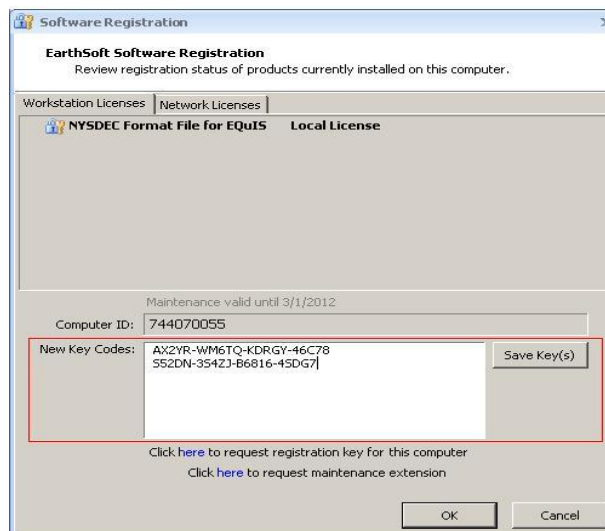 Software Registration
EarthSoft Software Registration
Review registration status of products currently installed on this computer.
Workstation Licenses Network Licenses
NYSDEC Format File for EQuIS Local License
Maintenance valid until 3/1/2012
Computer ID: 744070055
New Key Codes: AX2YR-WM6TQ-KDRGY-46C78 Save Key(s)
S52DN-3S4ZJ-B6816-4SDG7
Click here to request registration key for this computer
Click here to request maintenance extension
OK Cancel